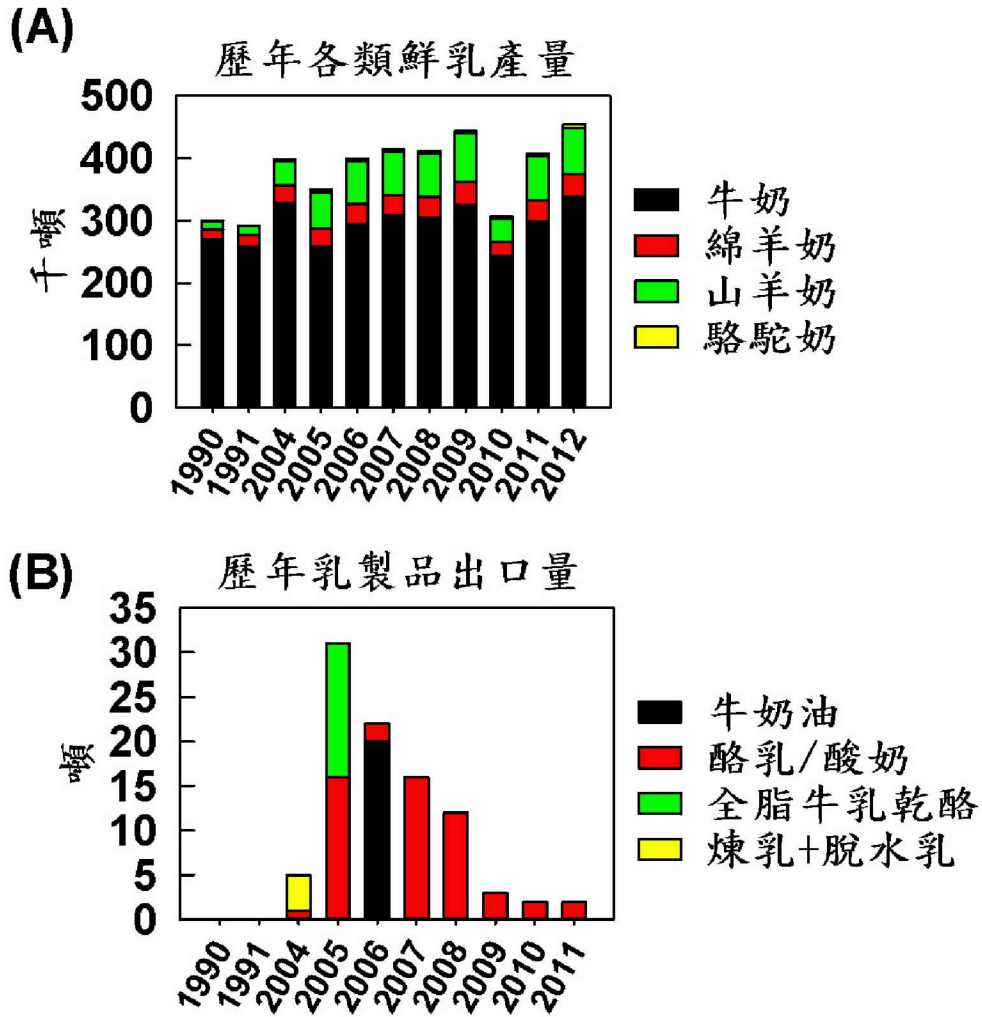 (A)
歷年各類鮮乳產量
千噸
500
400
300
200
100
0
1990
1991
2004
2005
2006
2007
2008
2009
2010
2011
2012
牛奶
綿羊奶
山羊奶
駱駝奶
(B)
歷年乳製品出口量
噸
35
30
25
20
15
10
5
0
1990
1991
2004
2005
2006
2007
2008
2009
2010
2011
牛奶油
酪乳/酸奶
全脂牛乳乾酪
煉乳+脫水乳